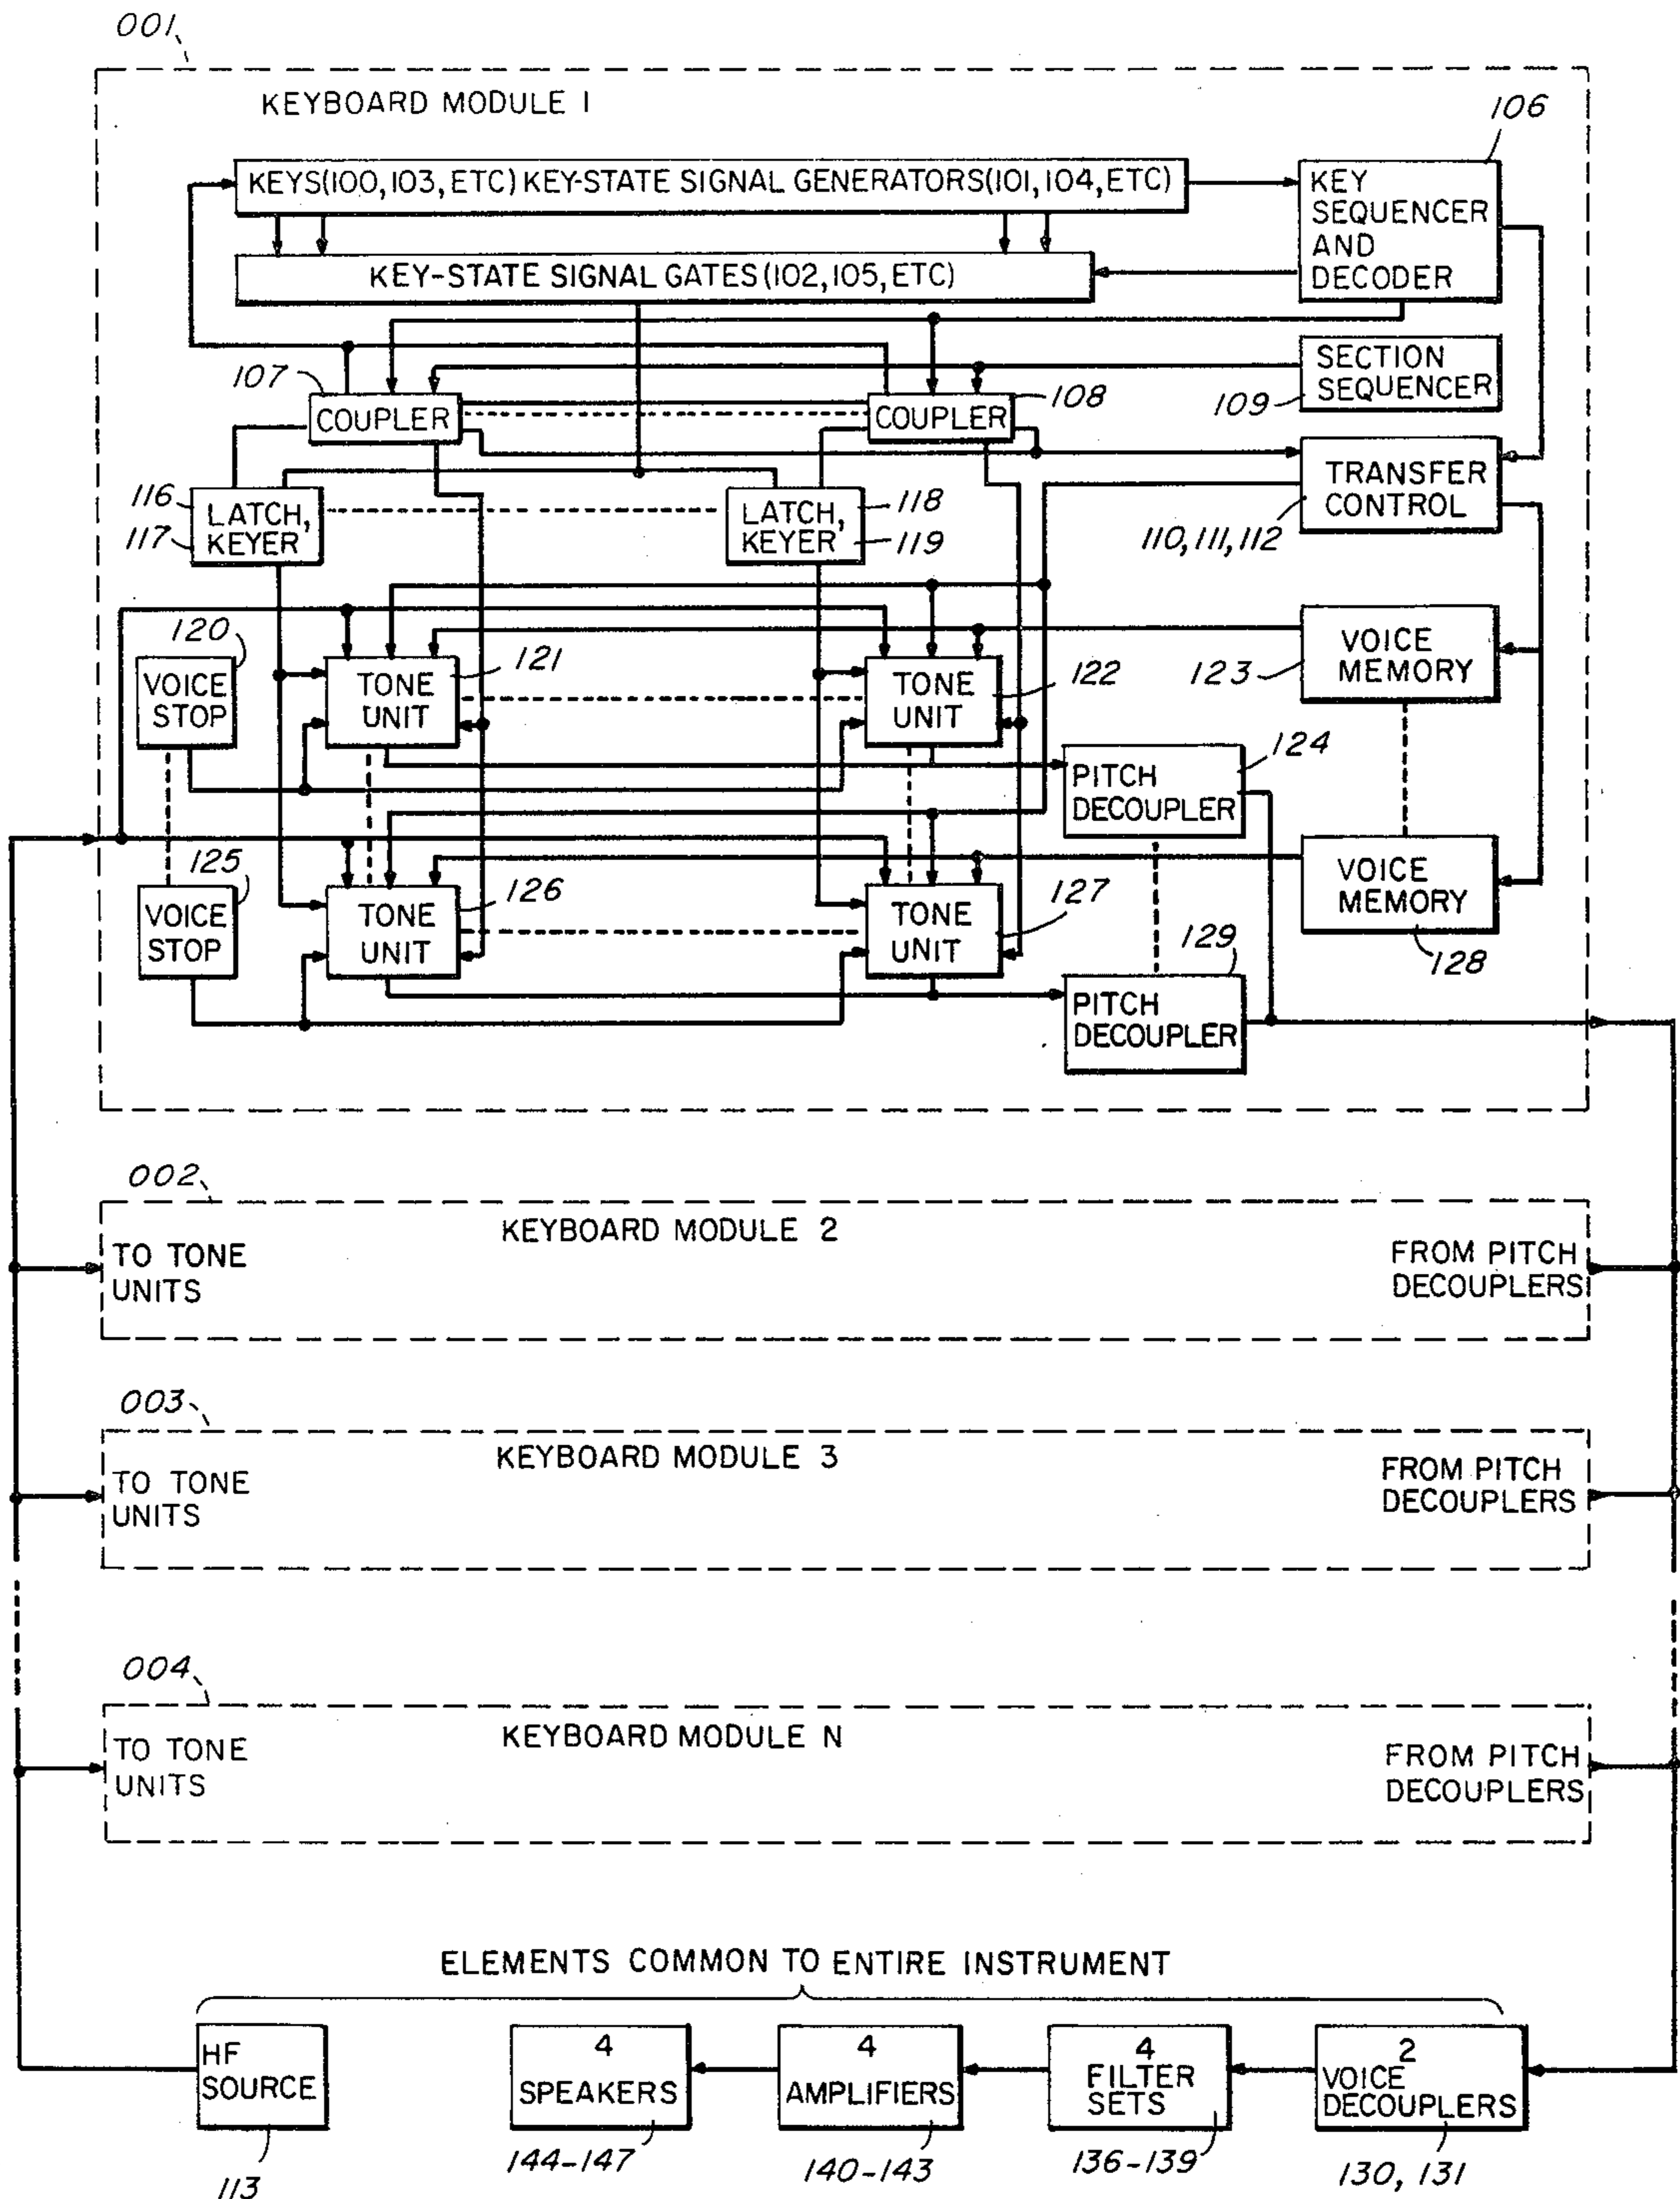 001
KEYBOARD MODULE 1
106
KEYS(100,103, ETC) KEY-STATE SIGNAL GENERATORS(101, 104, ETC)
KEY
SEQUENCER
AND
DECODER
KEY-STATE SIGNAL GATES(102,105, ETC)
SECTION
SEQUENCER
107
COUPLER
108
COUPLER
109
TRANSFER
CONTROL
116
117
LATCH,
KEYER
LATCH,
KEYER
118
119
110, 111, 112
120
VOICE
STOP
121
TONE
UNIT
122
TONE
UNIT
123
VOICE
MEMORY
124
PITCH
DECOUPLER
125
VOICE
STOP
126
TONE
UNIT
127
TONE
UNIT
VOICE
MEMORY
128
129
PITCH
DECOUPLER
002
KEYBOARD MODULE 2
TO TONE
UNITS
FROM PITCH
DECOUPLERS
003
KEYBOARD MODULE 3
TO TONE
UNITS
FROM PITCH
DECOUPLERS
004
KEYBOARD MODULE N
TO TONE
UNITS
FROM PITCH
DECOUPLERS
ELEMENTS COMMON TO ENTIRE INSTRUMENT
HF
SOURCE
4
SPEAKERS
4
AMPLIFIERS
4
FILTER
SETS
2
VOICE
DECOUPLERS
113
144-147
140-143
136-139
130, 131